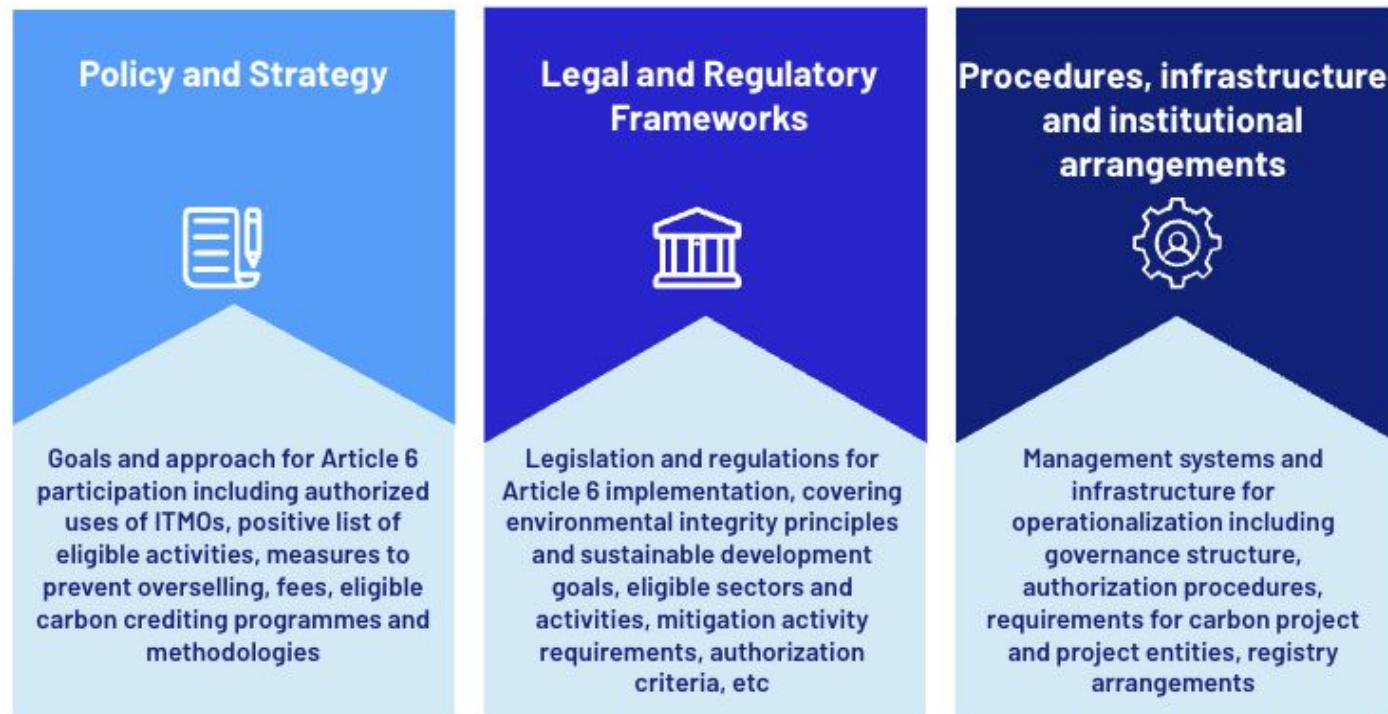 Policy and Strategy
Goals and approach for Article 6
participation including authorized
uses of ITMOs, positive list of
eligible activities, measures to
prevent overselling, fees, eligible
carbon crediting programmes and
methodologies
Legal and Regulatory
Frameworks
Legislation and regulations for
Article 6 implementation, covering
environmental integrity principles
and sustainable development
goals, eligible sectors and
activities, mitigation activity
requirements, authorization
criteria, etc
Procedures, infrastructure
and institutional
arrangements
Management systems and
infrastructure for
operationalization including
governance structure,
authorization procedures,
requirements for carbon project
and project entities, registry
arrangements